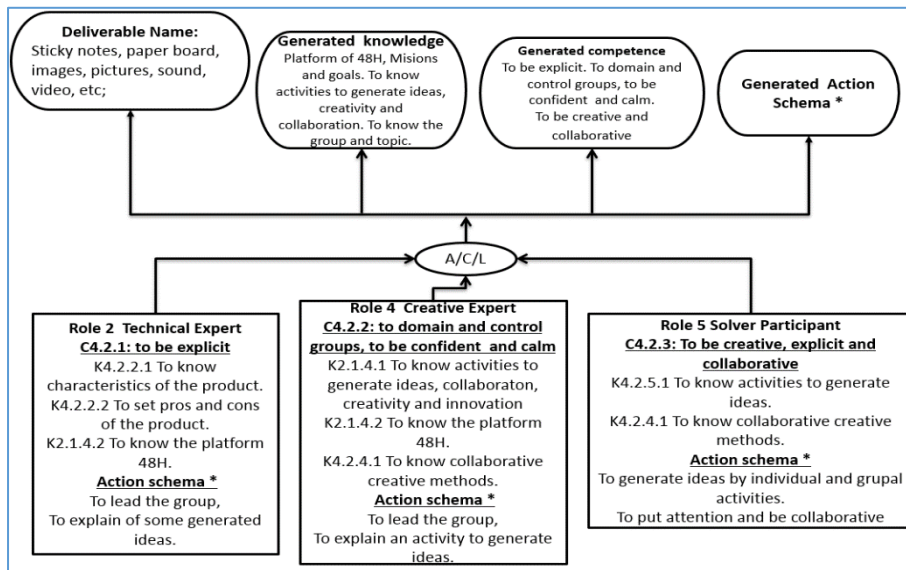 Deliverable Name:
Sticky notes, paper board,
images, pictures, sound,
video, etc;
Generated knowledge
Platform of 48H, Misions
and goals. To know
activities to generate ideas,
creativity and
collaboration. To know the
group and topic.
Generated competence
To be explicit. To domain and
control groups, to be
confident and calm.
To be creative and
collaborative
Generated Action
Schema *
A/C/L
Role 2 Technical Expert
C4.2.1: to be explicit
K4.2.2.1 To know
characteristics of the product.
K4.2.2.2 To set pros and cons
of the product.
K2.1.4.2 To know the platform
48H.
Action schema *
To lead the group,
To explain of some generated
ideas.
Role 4 Creative Expert
C4.2.2: to domain and control
groups, to be confident and calm
K2.1.4.1 To know activities to
generate ideas, collaboraton,
creativity and innovation
K2.1.4.2 To know the platform
48H.
K4.2.4.1 To know collaborative
creative methods.
Action schema *
To lead the group,
To explain an activity to generate
ideas.
Role 5 Solver Participant
C4.2.3: To be creative, explicit and
collaborative
K4.2.5.1 To know activities to generate
ideas.
K4.2.4.1 To know collaborative creative
methods.
Action schema *
To generate ideas by individual and grupal
activities.
To put attention and be collaborative